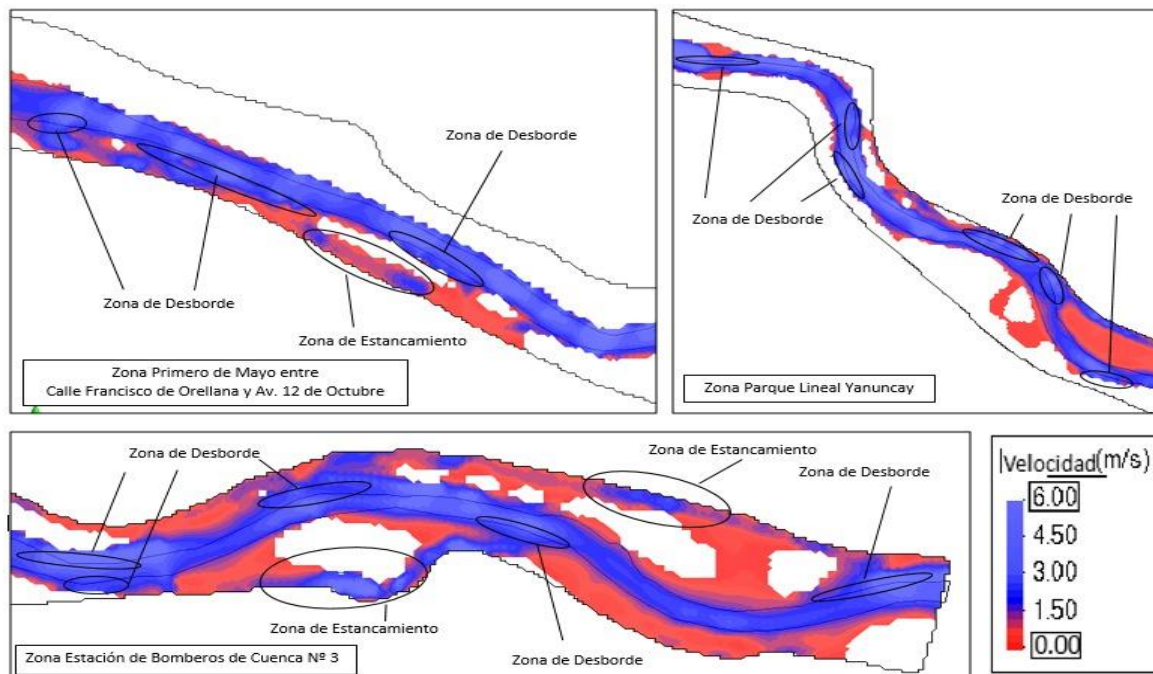 Zona de Desborde
Zona de Desborde
Zona de Estancamiento
Zona Primero de Mayo entre
Calle Francisco de Orellana y Av. 12 de Octubre
Zona de Desborde
Zona de Desborde
Zona Parque Lineal Yanuncay
Zona de Desborde
Zona de Estancamiento
Zona de Desborde
Zona de Estancamiento
Zona de Desborde
Zona Estación de Bomberos de Cuenca Nº 3
Velocidad(m/s)
6.00
4.50
3.00
1.50
0.00